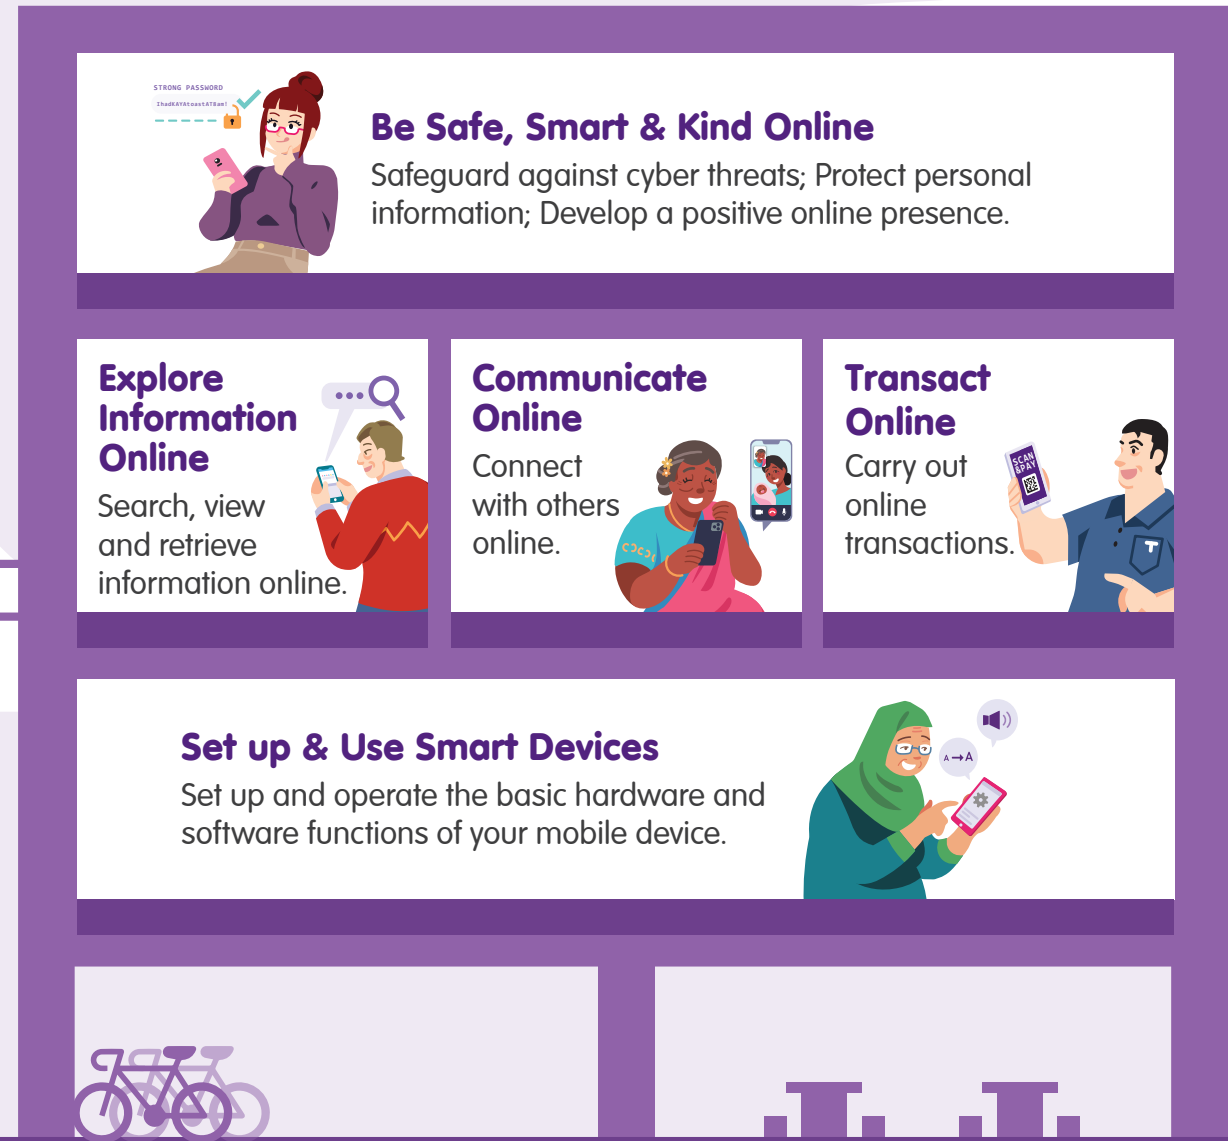 STRONG PASSWORD
IhadKAYAtoastAT8am!
Be Safe, Smart & Kind Online
Safeguard against cyber threats; Protect personal
information; Develop a positive online presence.
Explore
Information
Online
Search, view
and retrieve
information online.
Communicate
Online
Connect
with others
online.
Transact
Online
Carry out
online
transactions.
SCAN
&PAY
T
Set up & Use Smart Devices
Set up and operate the basic hardware and
software functions of your mobile device.
A→A